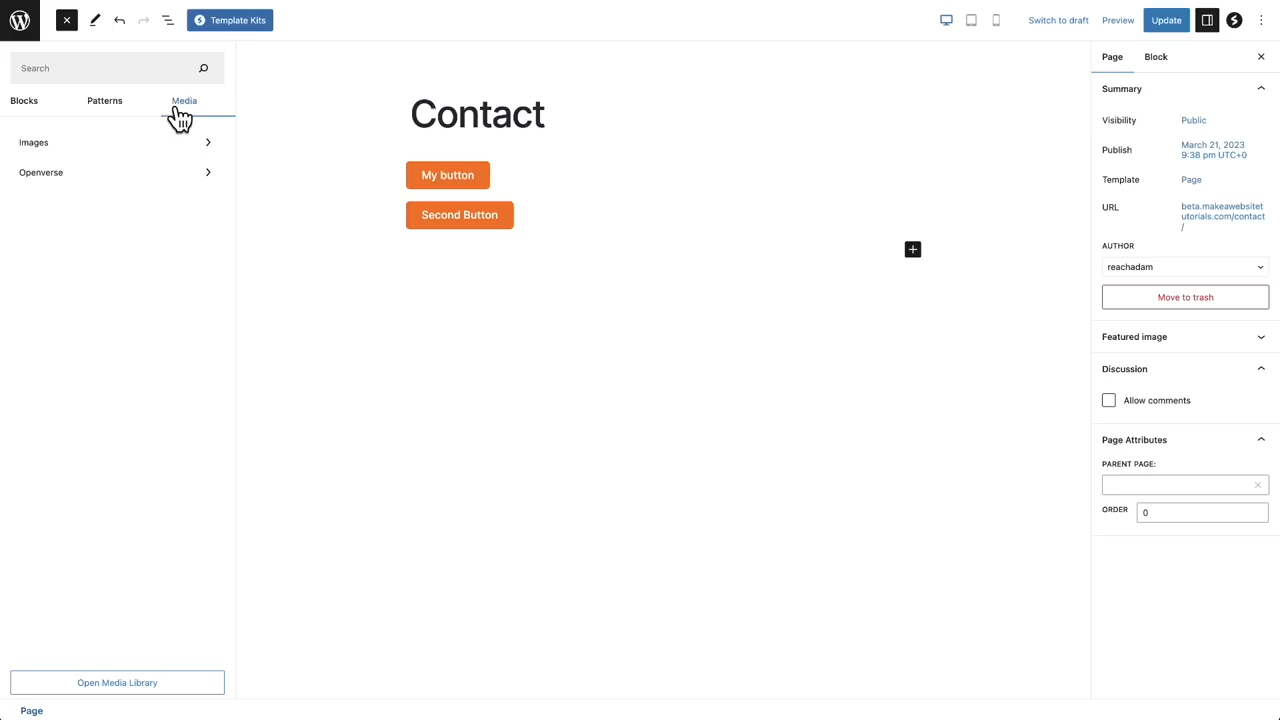 Template Kits
Switch to draft
Preview
Update
Search
Blocks
Patterns
Media
Images
Openverse
Open Media Library
Page
Contact
My button
Second Button
Page
Block
Summary
Visibility
Public
Publish
March 21, 2023
9:38 pm UTC+0
Template
Page
URL
beta.makeawebsitet
utorials.com/contact
/
AUTHOR
reachadam
Move to trash
Featured image
Discussion
Allow comments
Page Attributes
PARENT PAGE:
ORDER
0